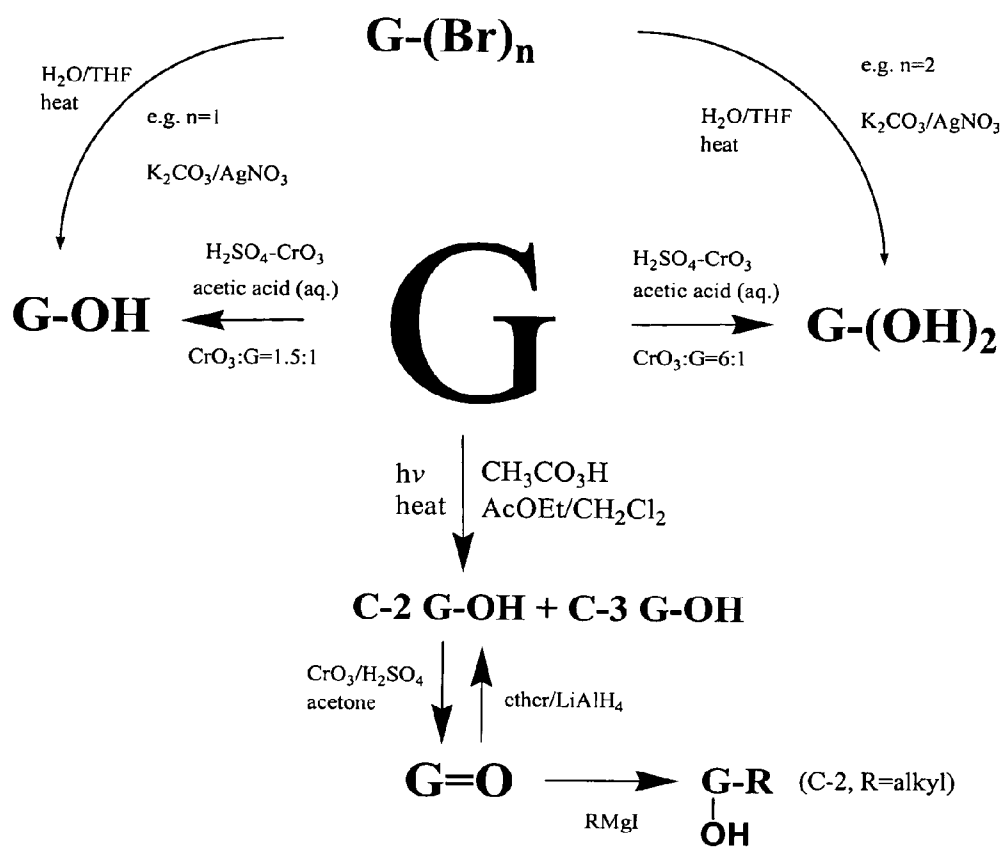 G-(Br)n
H2O/THF
heat
e.g. n=1
K2CO3/AgNO3
e.g. n=2
H2O/THF
heat
K2CO3/AgNO3
G-OH
H2SO4-CrO3
acetic acid (aq.)
CrO3:G=1.5:1
G
H2SO4-CrO3
acetic acid (aq.)
CrO3:G=6:1
G-(OH)2
hν
heat
CH3CO3H
AcOEt/CH2Cl2
C-2 G-OH + C-3 G-OH
CrO3/H2SO4
acetone
ether/LiAlH4
G=O
RMgI
G-R (C-2, R=alkyl)
OH